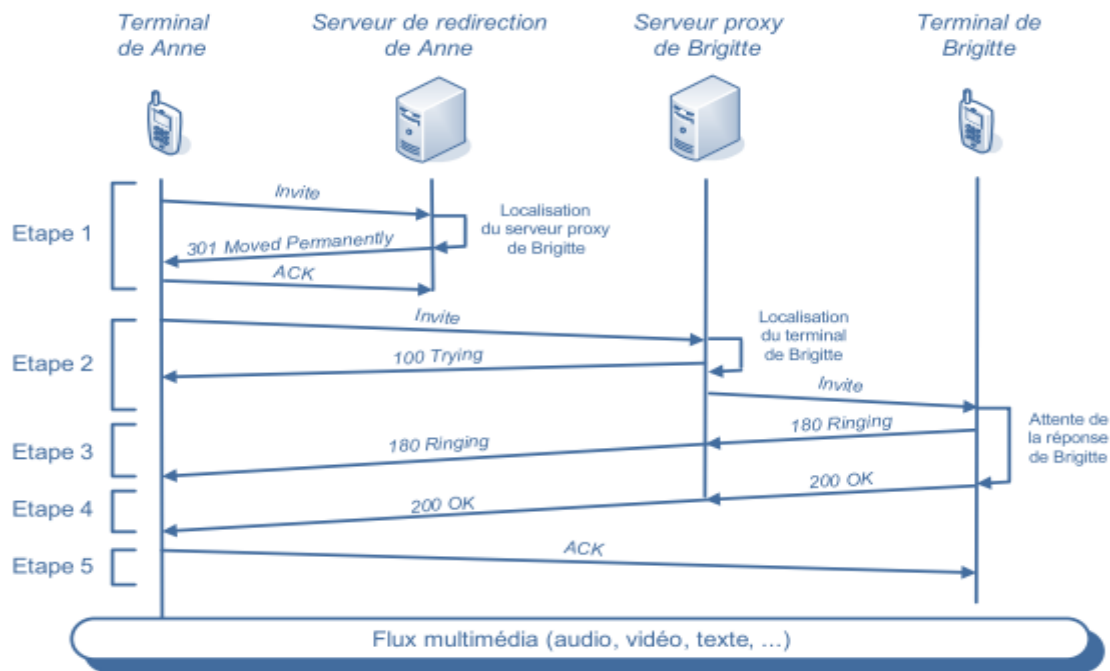 Terminal
de Anne
Serveur de redirection
de Anne
Serveur proxy
de Brigitte
Terminal de
Brigitte
Etape 1
Invite
Localisation
du serveur proxy
de Brigitte
301 Moved Permanently
ACK
Etape 2
Invite
Localisation
du terminal
de Brigitte
100 Trying
Invite
Etape 3
180 Ringing
180 Ringing
Attente de
la réponse
de Brigitte
Etape 4
200 OK
200 OK
Etape 5
ACK
Flux multimédia (audio, vidéo, texte, ...)